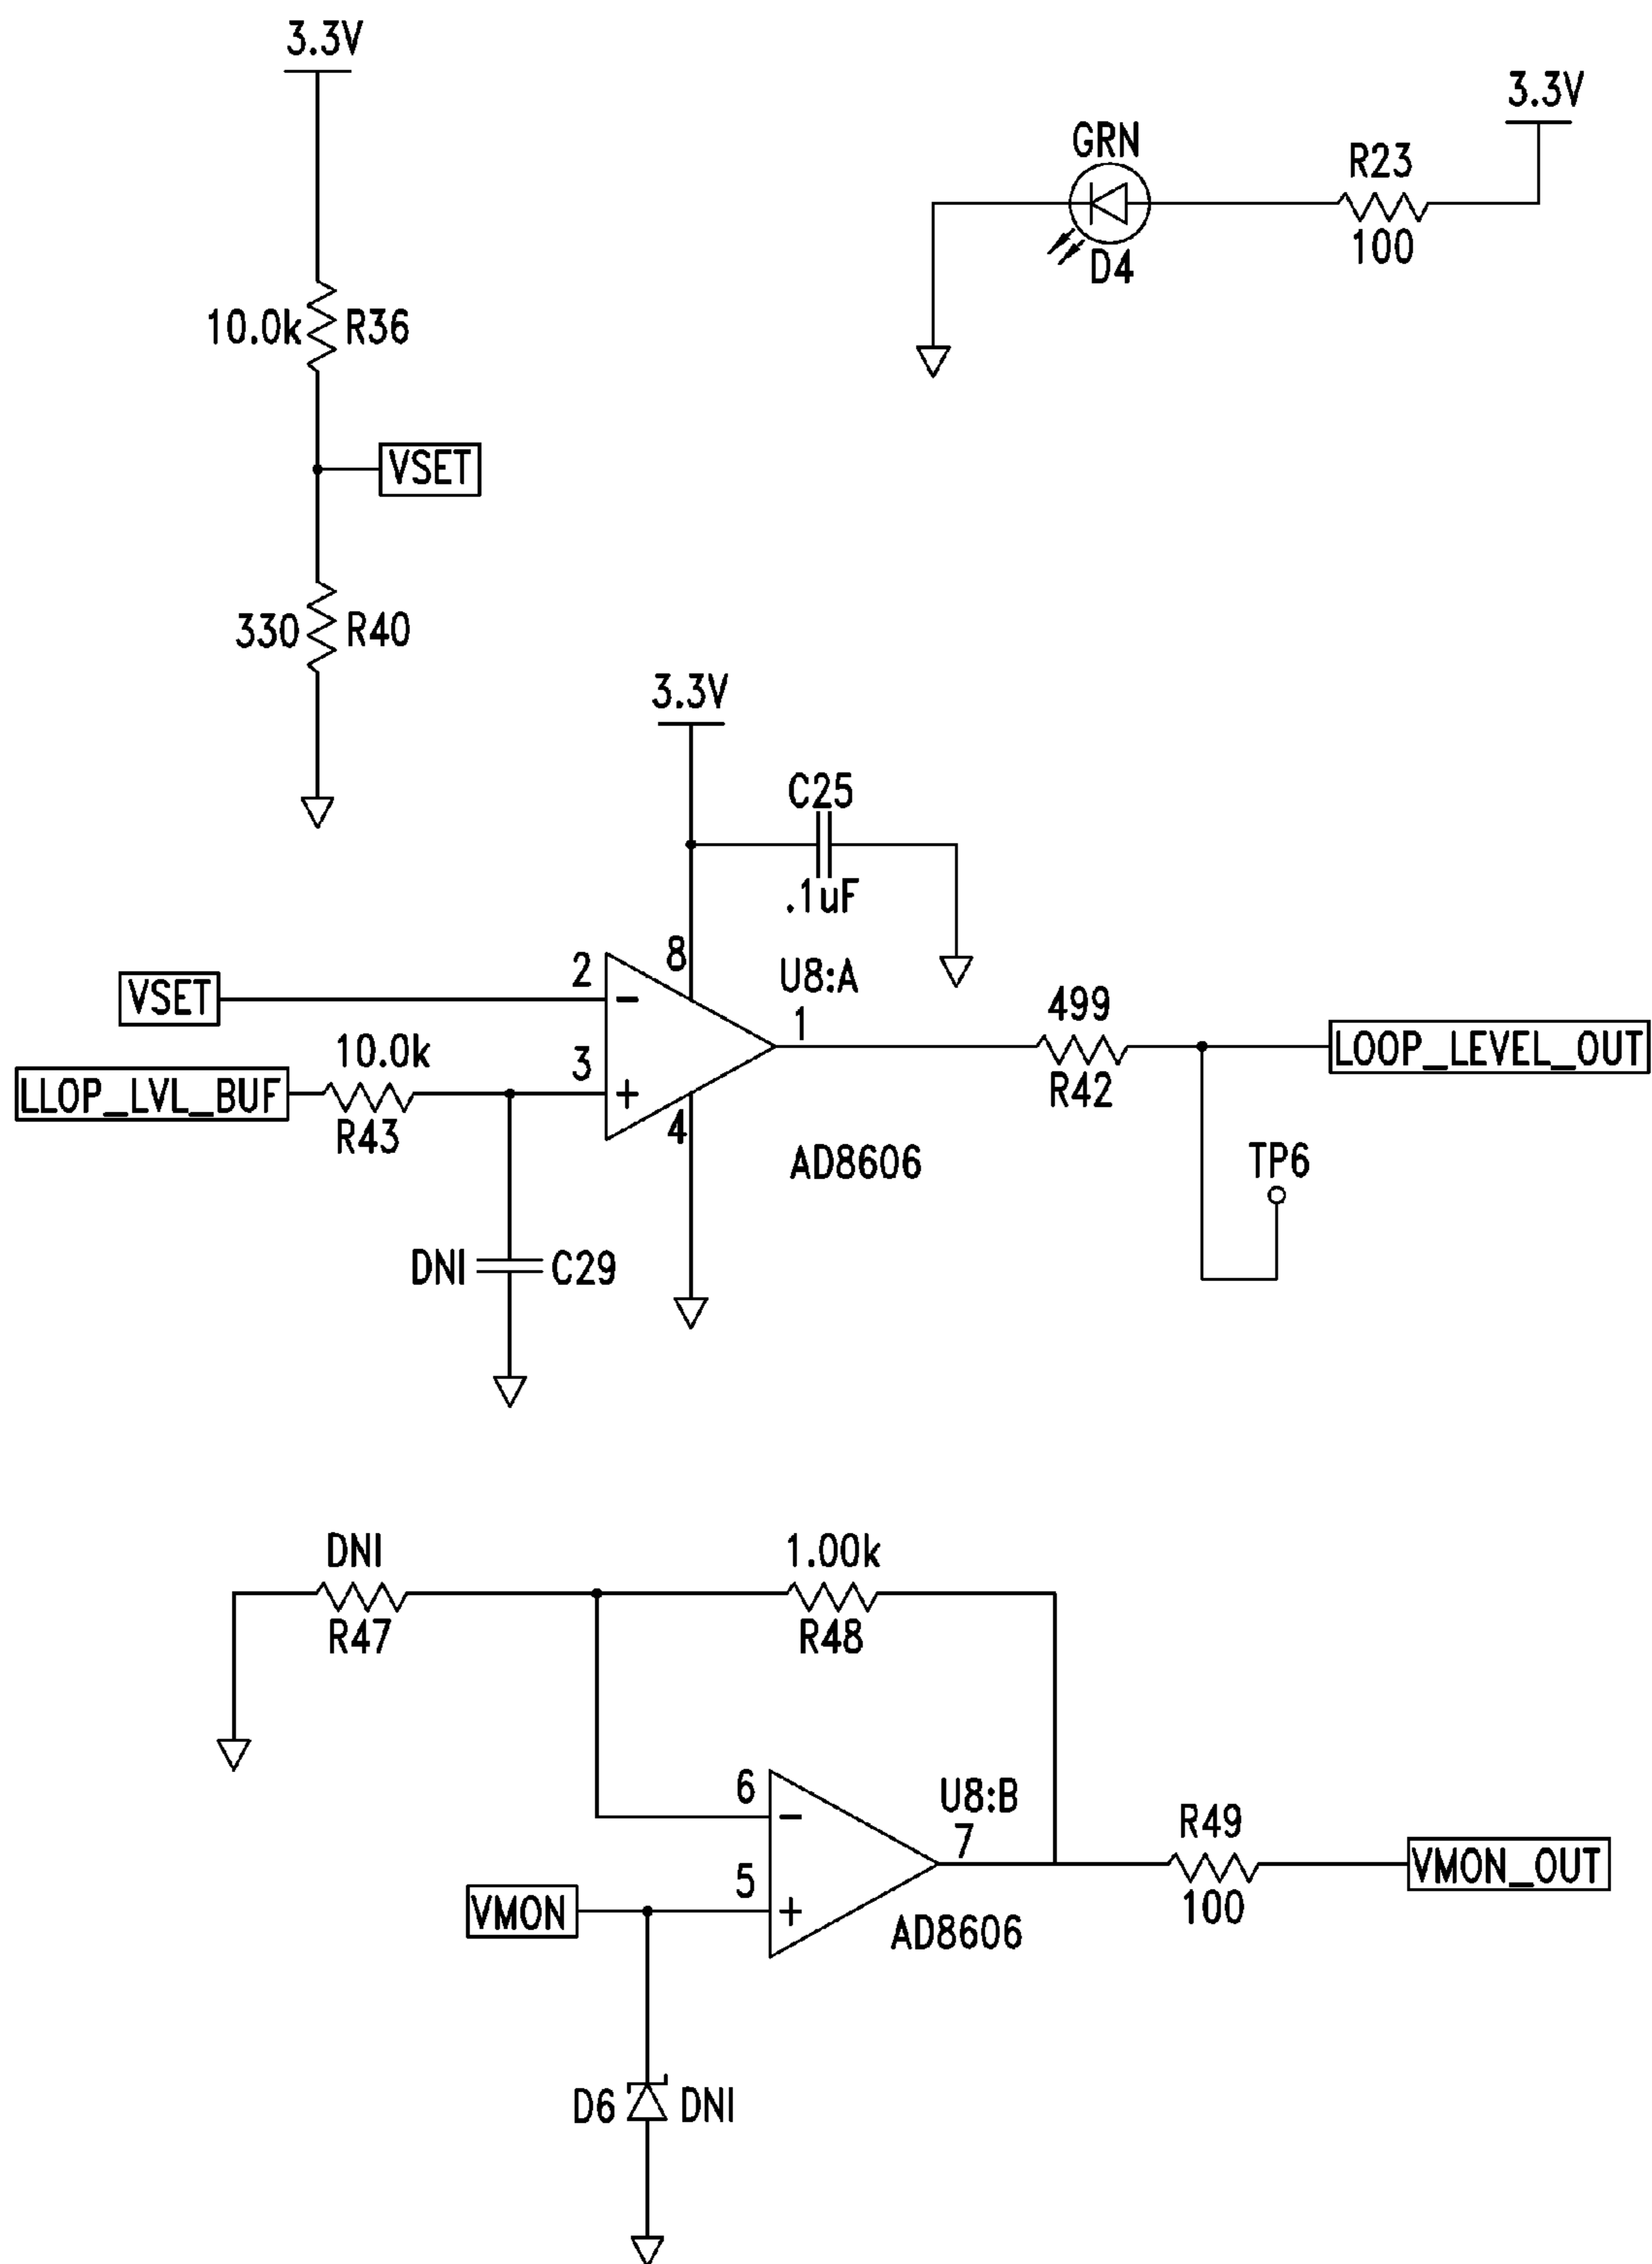 3.3V
3.3V
GRN
R23
100
D4
10.0k
R36
VSET
330
R40
3.3V
C25
.1uF
8
2
U8:A
VSET
-
1
499
LOOP_LEVEL_OUT
10.0k
3
LLOP_LVL_BUF
+
R42
R43
4
AD8606
TP6
DNI
C29
DNI
1.00k
R47
R48
6
U8:B
-
7
R49
5
VMON_OUT
VMON
+
100
AD8606
D6
DNI